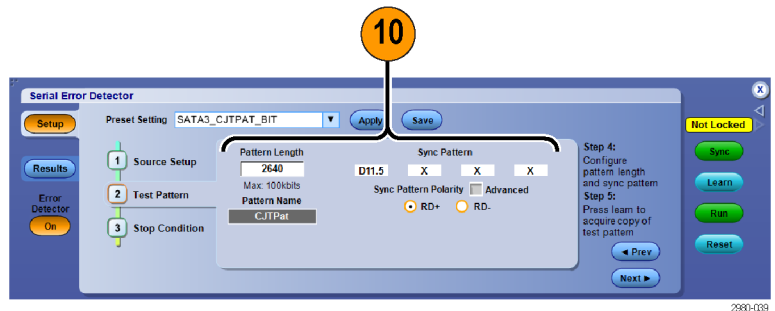 10
Serial Error Detector
X
Setup
Preset Setting SATA3_CJTPAT_BIT Apply Save
Not Locked
Results
Error
Detector
On
1 Source Setup
2 Test Pattern
3 Stop Condition
Pattern Length
2640
Max: 100kbits
Pattern Name
CJTPat
Sync Pattern
D11.5 X X X
Sync Pattern Polarity Advanced
RD+ RD-
Step 4:
Configure
pattern length
and sync pattern
Step 5:
Press learn to
acquire copy of
test pattern
◄ Prev
Next ►
Sync
Learn
Run
Reset
2980-039